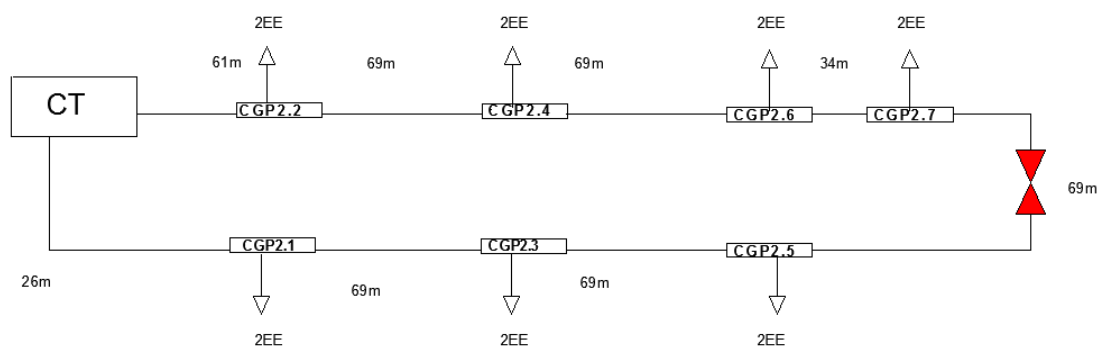 2EE 2EE 2EE 2EE
61m 69m 69m 34m
CT
CGP2.2 CGP2.4 CGP2.6 CGP2.7
69m
CGP2.1 CGP2.3 CGP2.5
26m 69m 69m
2EE 2EE 2EE